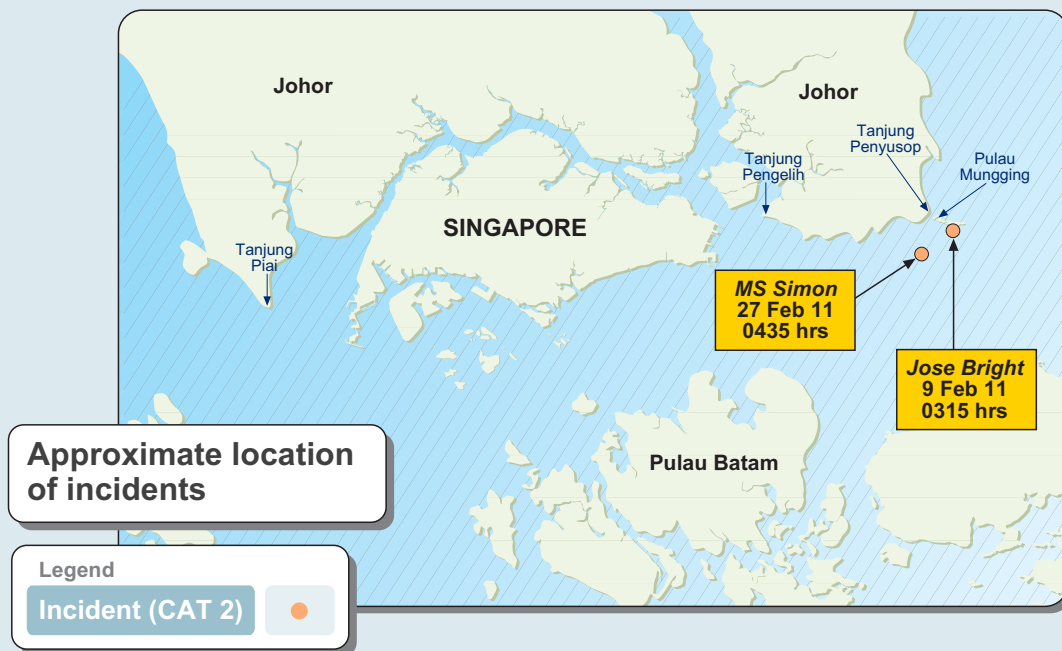 Johor
Johor
Tanjung
Penyusop
Tanjung
Pengelih
Pulau
Mungging
SINGAPORE
Tanjung
Piai
MS Simon
27 Feb 11
0435 hrs
Jose Bright
9 Feb 11
0315 hrs
Pulau Batam
Approximate location
of incidents
Legend
Incident (CAT 2)